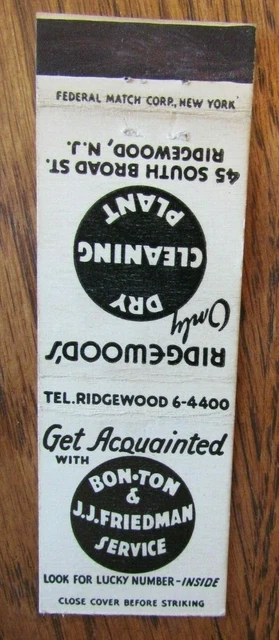 FEDERAL MATCH CORP., NEW YORK
RIDGEWOOD'S
Only
DRY
CLEANING
PLANT
45 SOUTH BROAD ST.
RIDGEWOOD, N.J.
TEL. RIDGEWOOD 6-4400
Get Acquainted
WITH
BON-TON
&
J.J. FRIEDMAN
SERVICE
LOOK FOR LUCKY NUMBER-INSIDE
CLOSE COVER BEFORE STRIKING